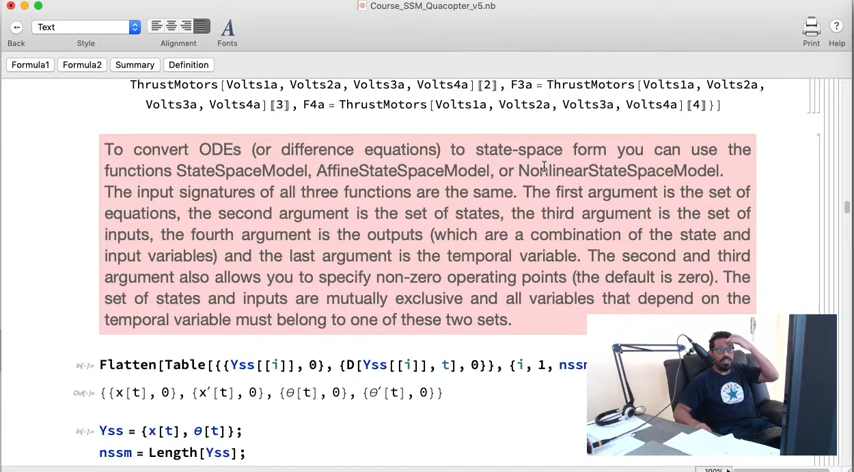 Course_SSM_Quacopter_v5.nb
Text
Back
Style
Alignment
Fonts
Print
Help
Formula1
Formula2
Summary
Definition
ThrustMotors[Volts1a, Volts2a, Volts3a, Volts4a]〚2〛, F3a = ThrustMotors[Volts1a, Volts2a,
Volts3a, Volts4a]〚3〛, F4a = ThrustMotors[Volts1a, Volts2a, Volts3a, Volts4a]〚4〛}]
To convert ODEs (or difference equations) to state-space form you can use the
functions StateSpaceModel, AffineStateSpaceModel, or NonlinearStateSpaceModel.
The input signatures of all three functions are the same. The first argument is the set of
equations, the second argument is the set of states, the third argument is the set of
inputs, the fourth argument is the outputs (which are a combination of the state and
input variables) and the last argument is the temporal variable. The second and third
argument also allows you to specify non-zero operating points (the default is zero). The
set of states and inputs are mutually exclusive and all variables that depend on the
temporal variable must belong to one of these two sets.
In[-]:= Flatten[Table[{{Yss[[i]], 0}, {D[Yss[[i]], t], 0}}, {i, 1, nssm
Out[-]= {{x[t], 0}, {x′[t], 0}, {θ[t], 0}, {θ′[t], 0}}
In[-]:= Yss = {x[t], θ[t]};
nssm = Length[Yss];
100%